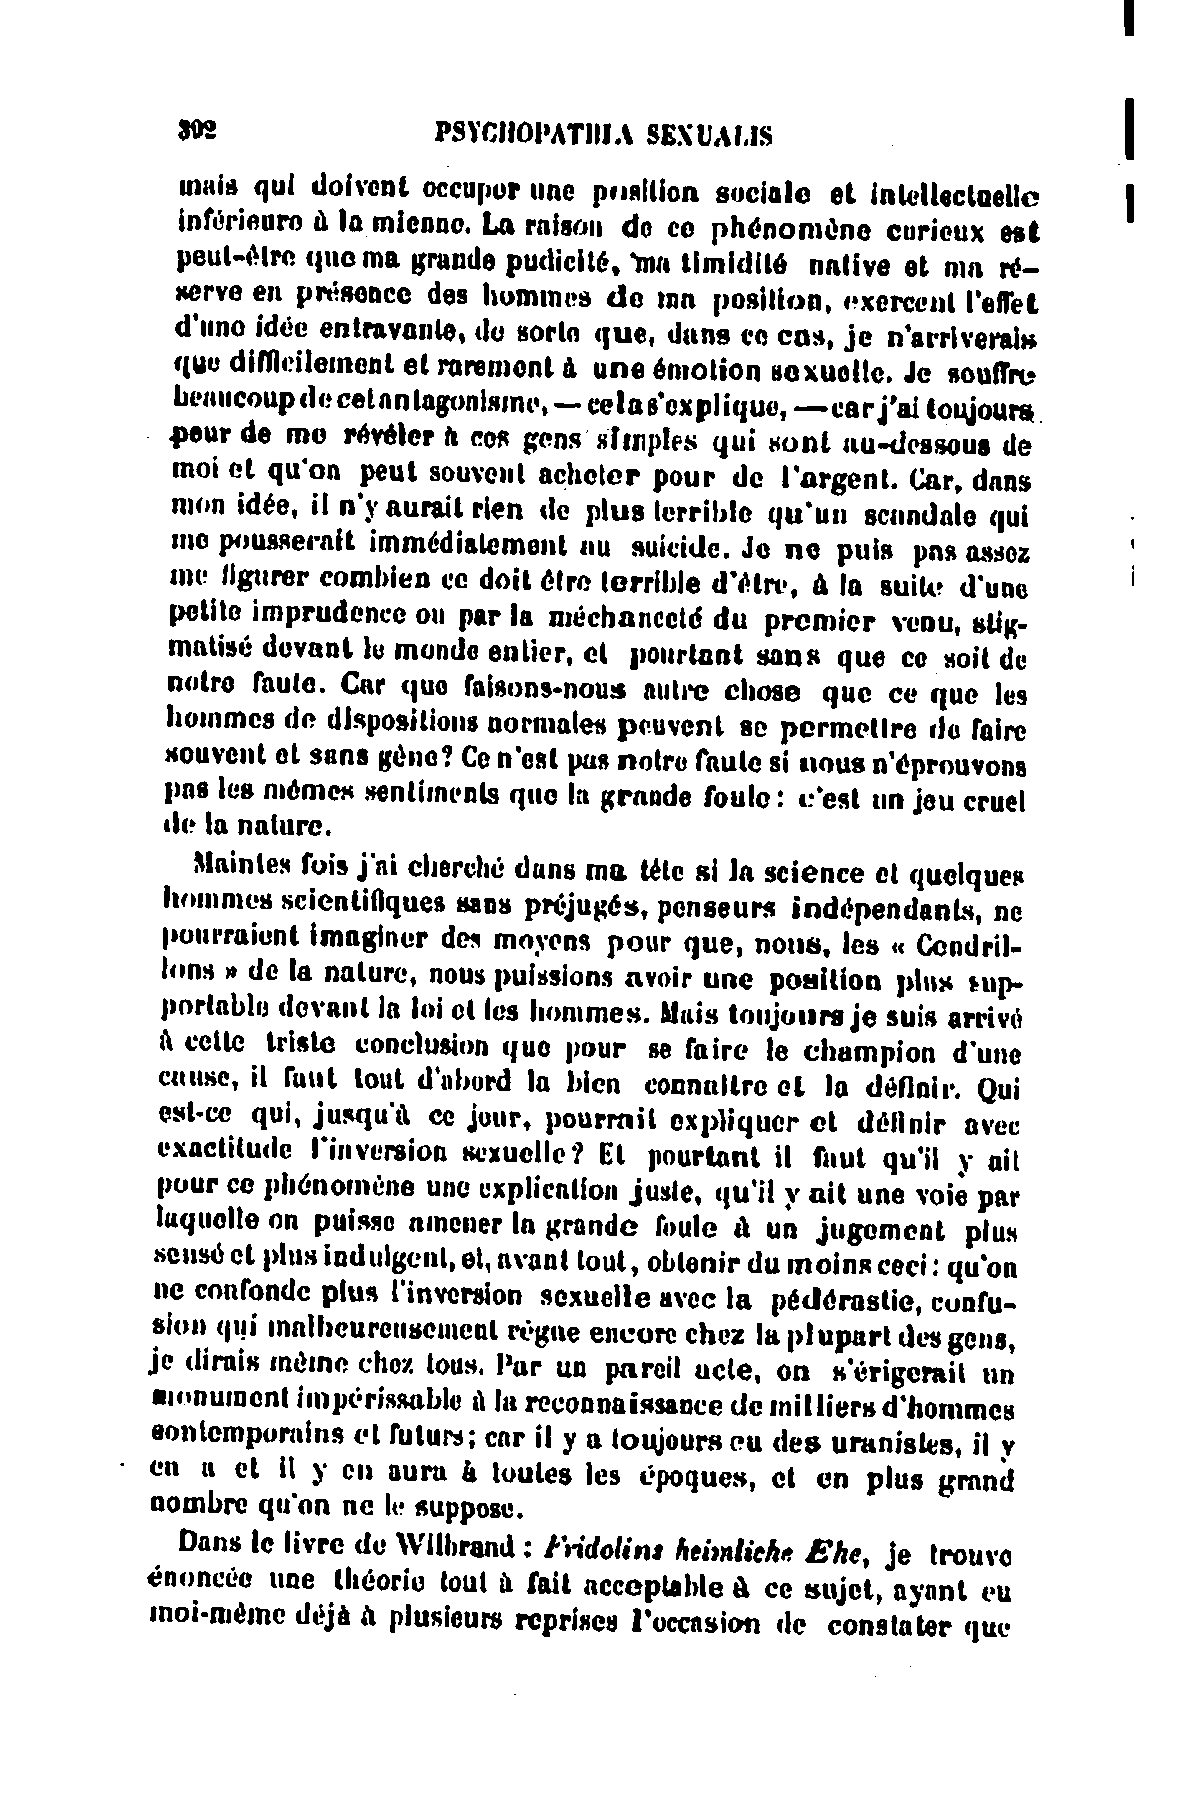 392 PSYCHOPATHIA SEXUALIS
mais qui doivent occuper une position sociale et intellectuelle
inférieure à la mienne. La raison de ce phénomène curieux est
peut-être que ma grande pudicité, ma timidité native et ma ré-
serve en présence des hommes de ma position, exercent l'effet
d'une idée entravante, de sorte que, dans ce cas, je n'arriverais
que difficilement et rarement à une émotion sexuelle. Je souffre
beaucoup de cet antagonisme, — cela s'explique, — car j'ai toujours
peur de me révéler à ces gens simples qui sont au-dessous de
moi et qu'on peut souvent acheter pour de l'argent. Car, dans
mon idée, il n'y aurait rien de plus terrible qu'un scandale qui
me pousserait immédiatement au suicide. Je ne puis pas assez
me figurer combien ce doit être terrible d'être, à la suite d'une
petite imprudence ou par la méchanceté du premier venu, stig-
matisé devant le monde entier, et pourtant sans que ce soit de
notre faute. Car que faisons-nous autre chose que ce que les
hommes de dispositions normales peuvent se permettre de faire
souvent et sans gêne? Ce n'est pas notre faute si nous n'éprouvons
pas les mêmes sentiments que la grande foule : c'est un jeu cruel
de la nature.
Maintes fois j'ai cherché dans ma tête si la science et quelques
hommes scientifiques sans préjugés, penseurs indépendants, ne
pourraient imaginer des moyens pour que, nous, les « Cendril-
lons » de la nature, nous puissions avoir une position plus sup-
portable devant la loi et les hommes. Mais toujours je suis arrivé
à cette triste conclusion que pour se faire le champion d'une
cause, il faut tout d'abord la bien connaître et la définir. Qui
est-ce qui, jusqu'à ce jour, pourrait expliquer et définir avec
exactitude l'inversion sexuelle? Et pourtant il faut qu'il y ait
pour ce phénomène une explication juste, qu'il y ait une voie par
laquelle on puisse amener la grande foule à un jugement plus
sensé et plus indulgent, et, avant tout, obtenir du moins ceci : qu'on
ne confonde plus l'inversion sexuelle avec la pédérastie, confu-
sion qui malheureusement règne encore chez la plupart des gens,
je dirais même chez tous. Par un pareil acte, on s'érigerait un
monument impérissable à la reconnaissance de milliers d'hommes
contemporains et futurs; car il y a toujours eu des uranistes, il y
en a et il y en aura à toutes les époques, et en plus grand
nombre qu'on ne le suppose.
Dans le livre de Wilbrand : Fridolins heimliche Ehe, je trouve
énoncée une théorie tout à fait acceptable à ce sujet, ayant eu
moi-même déjà à plusieurs reprises l'occasion de constater que